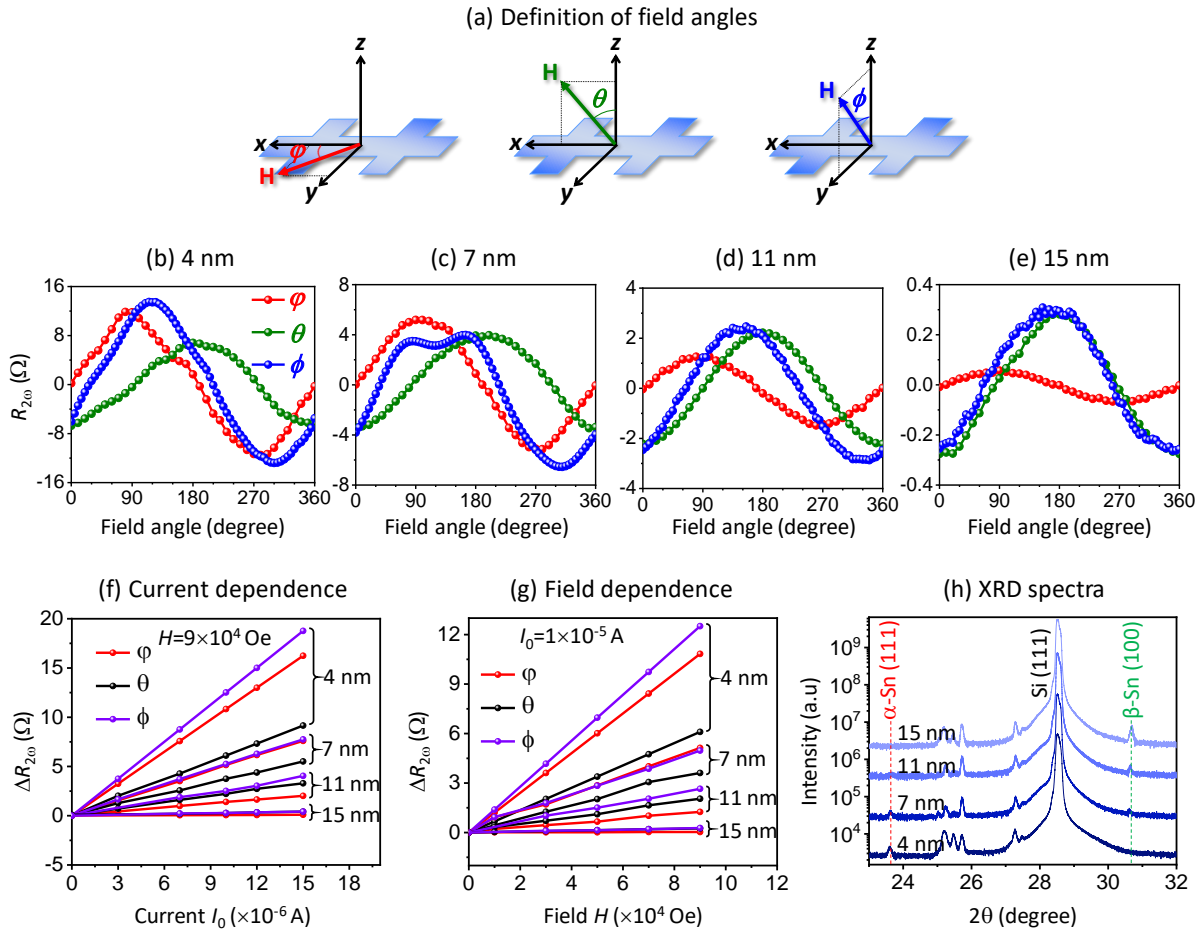 (a) Definition of field angles
z z z
H θ H ϕ
x φ x x
H
y y y
(b) 4 nm (c) 7 nm (d) 11 nm (e) 15 nm
R2ω (Ω)
16
8
0
-8
-16
φ
θ
ϕ
0 90 180 270 360
Field angle (degree)
8
4
0
-4
-8
0 90 180 270 360
Field angle (degree)
4
2
0
-2
-4
0 90 180 270 360
Field angle (degree)
0.4
0.2
0.0
-0.2
-0.4
0 90 180 270 360
Field angle (degree)
(f) Current dependence
ΔR2ω (Ω)
20
15
10
5
0
-5
H=9×10⁴ Oe
φ
θ
ϕ
4 nm
7 nm
11 nm
15 nm
0 3 6 9 12 15
Current I0 (×10⁻⁶ A)
(g) Field dependence
ΔR2ω (Ω)
12
9
6
3
0
I0=1×10⁻⁵ A
φ
θ
ϕ
4 nm
7 nm
11 nm
15 nm
0 2 4 6 8 10
Field H (×10⁴ Oe)
(h) XRD spectra
Intensity (a.u)
10⁹
10⁸
10⁷
10⁶
10⁵
10⁴
α-Sn (111)
Si (111)
β-Sn (100)
15 nm
11 nm
7 nm
4 nm
24 26 28 30 32
2θ (degree)